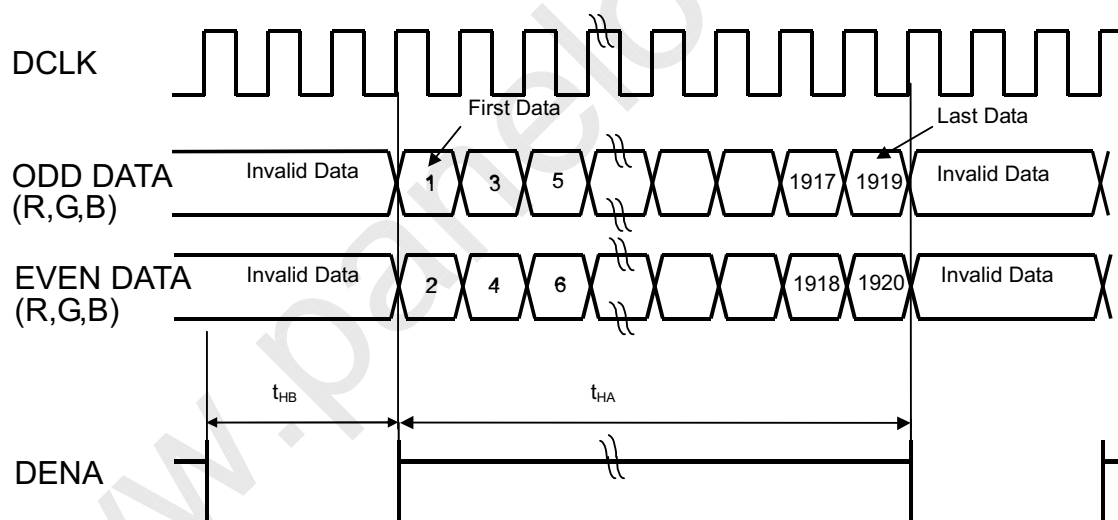 DCLK
First Data
Last Data
ODD DATA
(R,G,B)
Invalid Data
1 3 5 1917 1919
Invalid Data
EVEN DATA
(R,G,B)
Invalid Data
2 4 6 1918 1920
Invalid Data
tHB
tHA
DENA
w.panelo